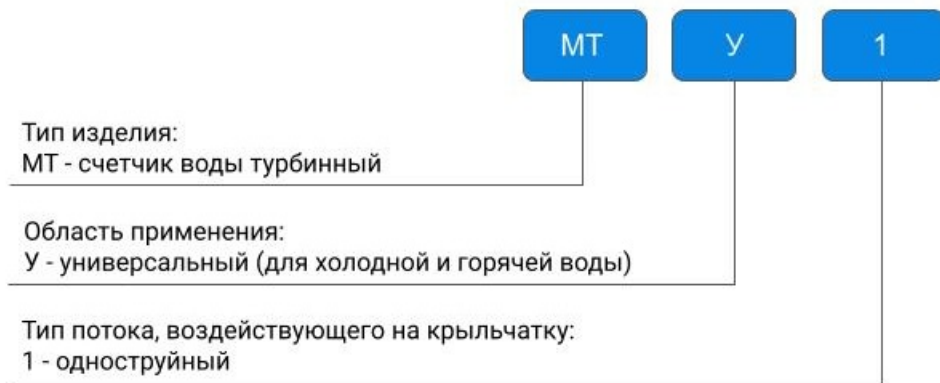 МТ У 1
Тип изделия:
МТ - счетчик воды турбинный
Область применения:
У - универсальный (для холодной и горячей воды)
Тип потока, воздействующего на крыльчатку:
1 - одноструйный